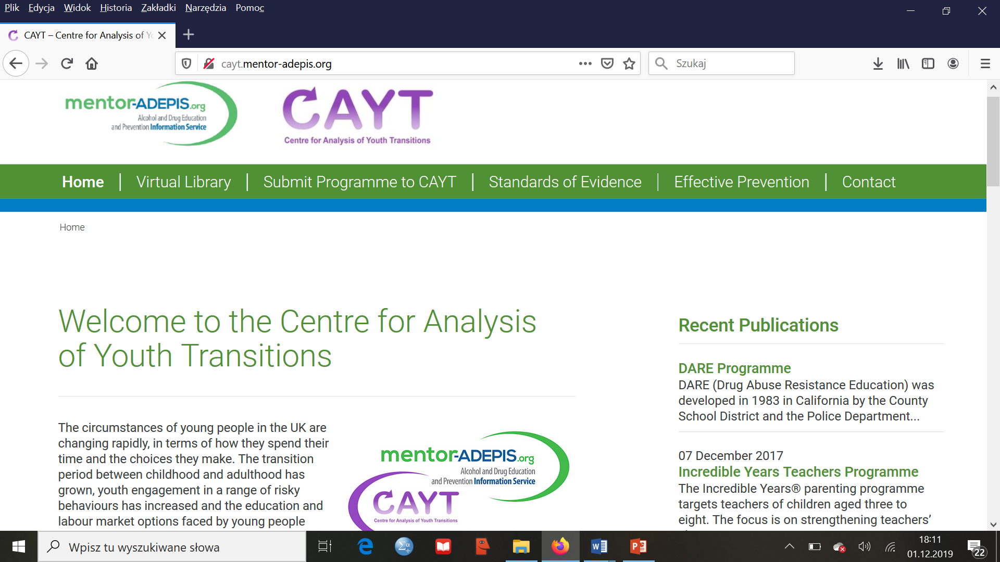 Plik Edycja Widok Historia Zakładki Narzędzia Pomoc
CAYT – Centre for Analysis of
cayt.mentor-adepis.org
Szukaj
mentor-ADEPIS.org
Alcohol and Drug Education
and Prevention Information Service
CAYT
Centre for Analysis of Youth Transitions
Home Virtual Library Submit Programme to CAYT Standards of Evidence Effective Prevention Contact
Home
Welcome to the Centre for Analysis
of Youth Transitions
The circumstances of young people in the UK are
changing rapidly, in terms of how they spend their
time and the choices they make. The transition
period between childhood and adulthood has
grown, youth engagement in a range of risky
behaviours has increased and the education and
labour market options faced by young people
mentor-ADEPIS.org
Alcohol and Drug Education
and Prevention Information Service
CAYT
Centre for Analysis of Youth Transitions
Recent Publications
DARE Programme
DARE (Drug Abuse Resistance Education) was
developed in 1983 in California by the County
School District and the Police Department...
07 December 2017
Incredible Years Teachers Programme
The Incredible Years® parenting programme
targets teachers of children aged three to
eight. The focus is on strengthening teachers’
Wpisz tu wyszukiwane słowa
18:11
01.12.2019
22